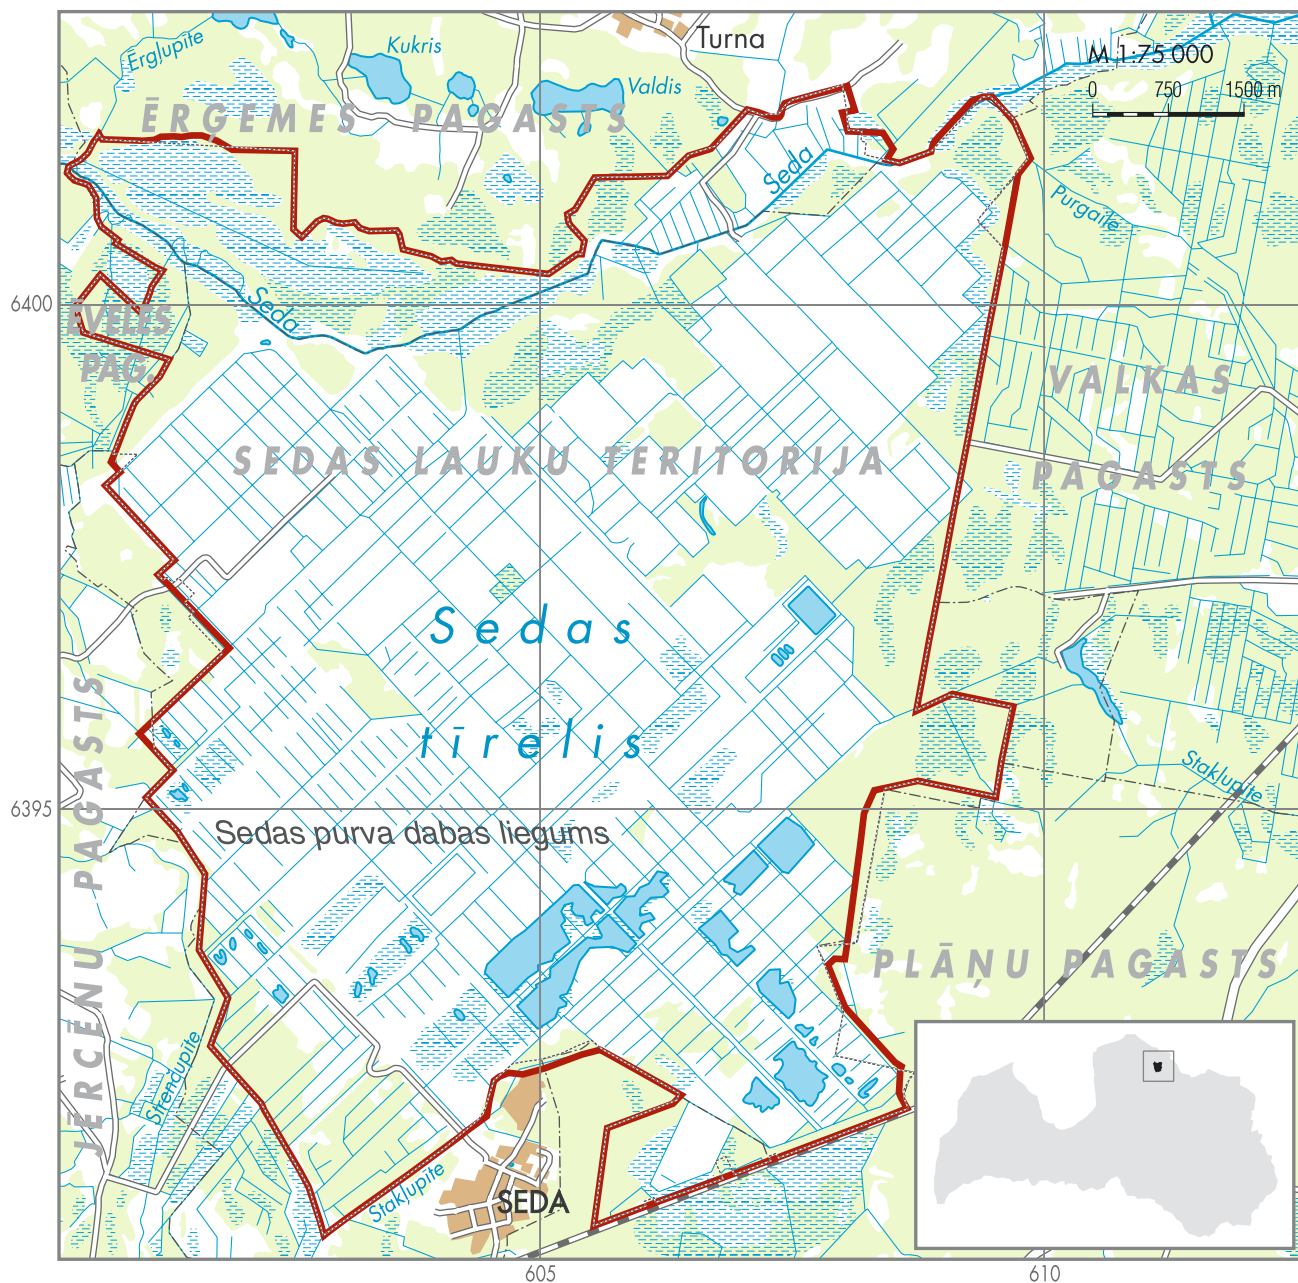 Ērgļupīte
Kukris
Turna
M 1:75 000
0 750 1500 m
Valdis
ĒRGEMES PAGASTS
Seda
Purgaile
Seda
6400
ĒVELES
PAG.
VALKAS
PAGASTS
SEDAS LAUKU TERITORIJA
Sedas
tīrelis
Staklupīte
6395
Sedas purva dabas liegums
JĒRCĒNU PAGASTS
PLĀŅU PAGASTS
Strenčupīte
Staklupīte
SEDA
605
610